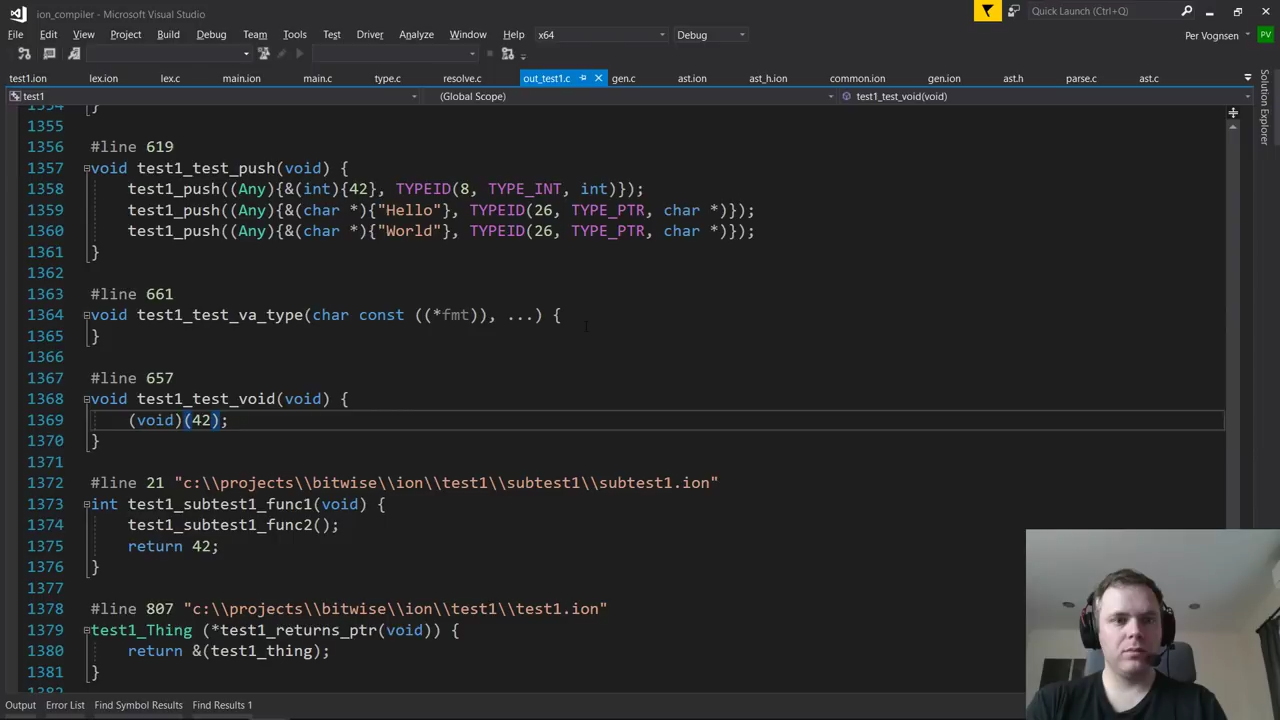 ion_compiler - Microsoft Visual Studio
Quick Launch (Ctrl+Q)
File Edit View Project Build Debug Team Tools Test Driver Analyze Window Help x64 Debug Per Vognsen PV
test1.ion lex.ion lex.c main.ion main.c type.c resolve.c out_test1.c gen.c ast.ion ast_h.ion common.ion gen.ion ast.h parse.c ast.c
test1 (Global Scope) test1_test_void(void)
Solution Explorer
1354 }
1355
1356 #line 619
1357 void test1_test_push(void) {
1358 test1_push((Any){&(int){42}, TYPEID(8, TYPE_INT, int)});
1359 test1_push((Any){&(char *){"Hello"}, TYPEID(26, TYPE_PTR, char *)});
1360 test1_push((Any){&(char *){"World"}, TYPEID(26, TYPE_PTR, char *)});
1361 }
1362
1363 #line 661
1364 void test1_test_va_type(char const ((*fmt)), ...) {
1365 }
1366
1367 #line 657
1368 void test1_test_void(void) {
1369 (void)(42);
1370 }
1371
1372 #line 21 "c:\\projects\\bitwise\\ion\\test1\\subtest1\\subtest1.ion"
1373 int test1_subtest1_func1(void) {
1374 test1_subtest1_func2();
1375 return 42;
1376 }
1377
1378 #line 807 "c:\\projects\\bitwise\\ion\\test1\\test1.ion"
1379 test1_Thing (*test1_returns_ptr(void)) {
1380 return &(test1_thing);
1381 }
1382
Output Error List Find Symbol Results Find Results 1